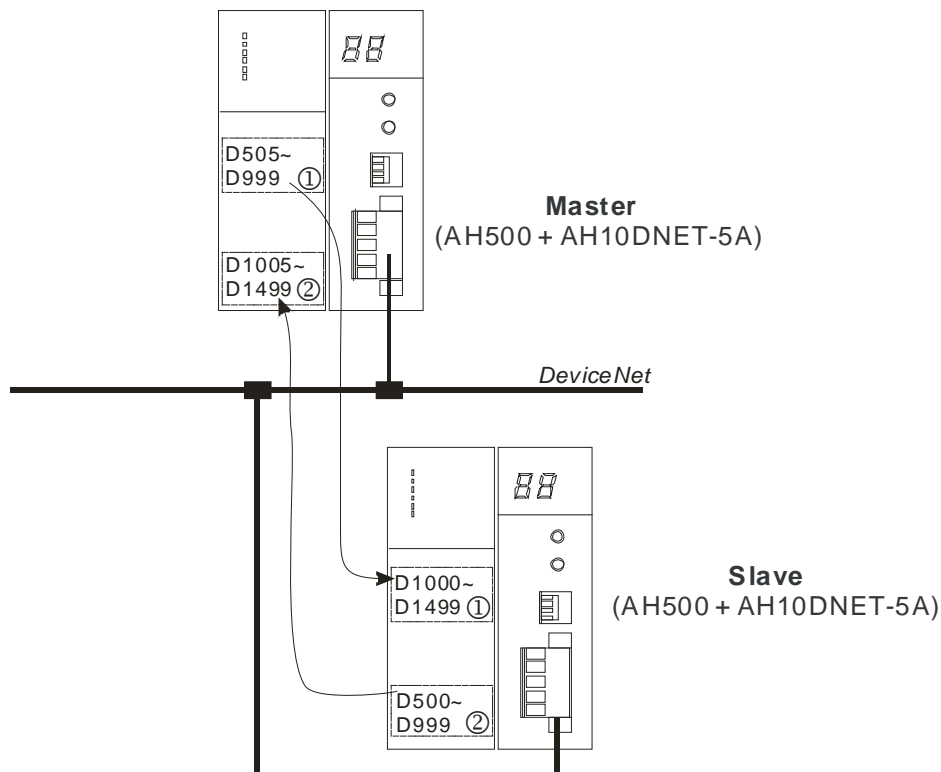 88
D505~
D999 ①
Master
(AH500 + AH10DNET-5A)
D1005~
D1499 ②
DeviceNet
88
D1000~
D1499 ①
Slave
(AH500 + AH10DNET-5A)
D500~
D999 ②